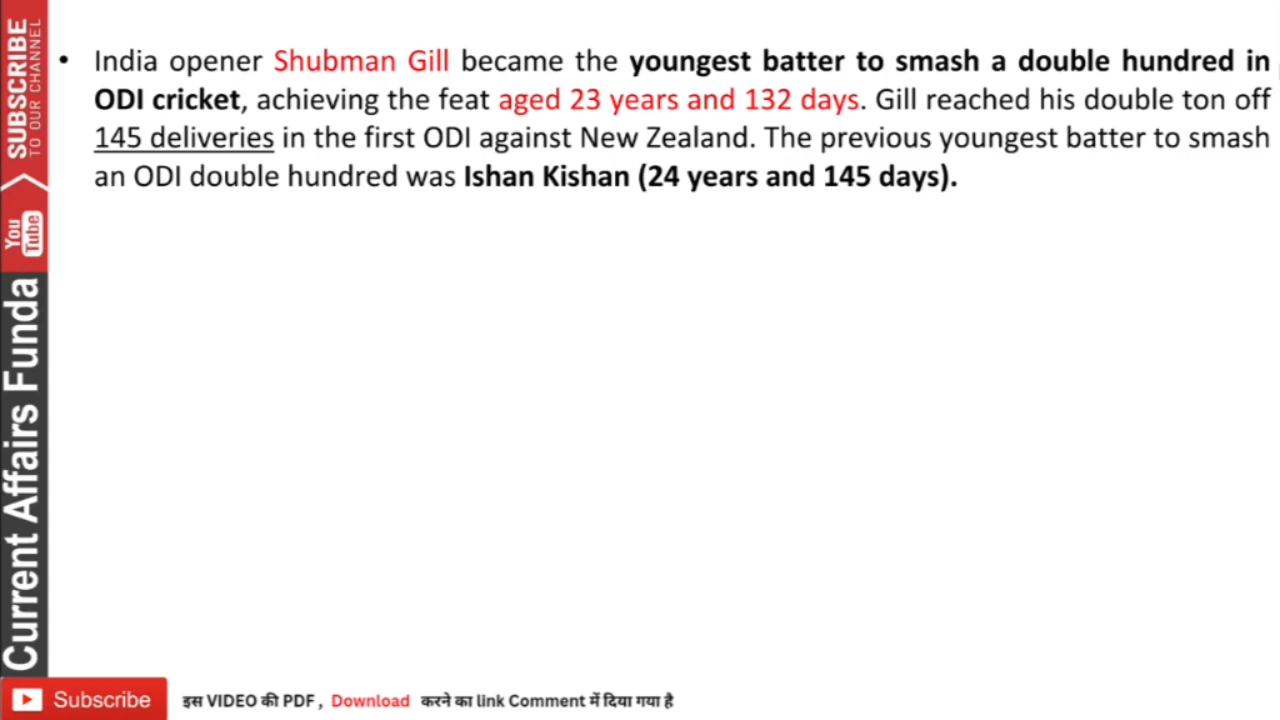 • India opener Shubman Gill became the youngest batter to smash a double hundred in
ODI cricket, achieving the feat aged 23 years and 132 days. Gill reached his double ton off
145 deliveries in the first ODI against New Zealand. The previous youngest batter to smash
an ODI double hundred was Ishan Kishan (24 years and 145 days).
SUBSCRIBE
TO OUR CHANNEL
You
Tube
Current Affairs Funda
Subscribe
इस VIDEO की PDF , Download करने का link Comment में दिया गया है